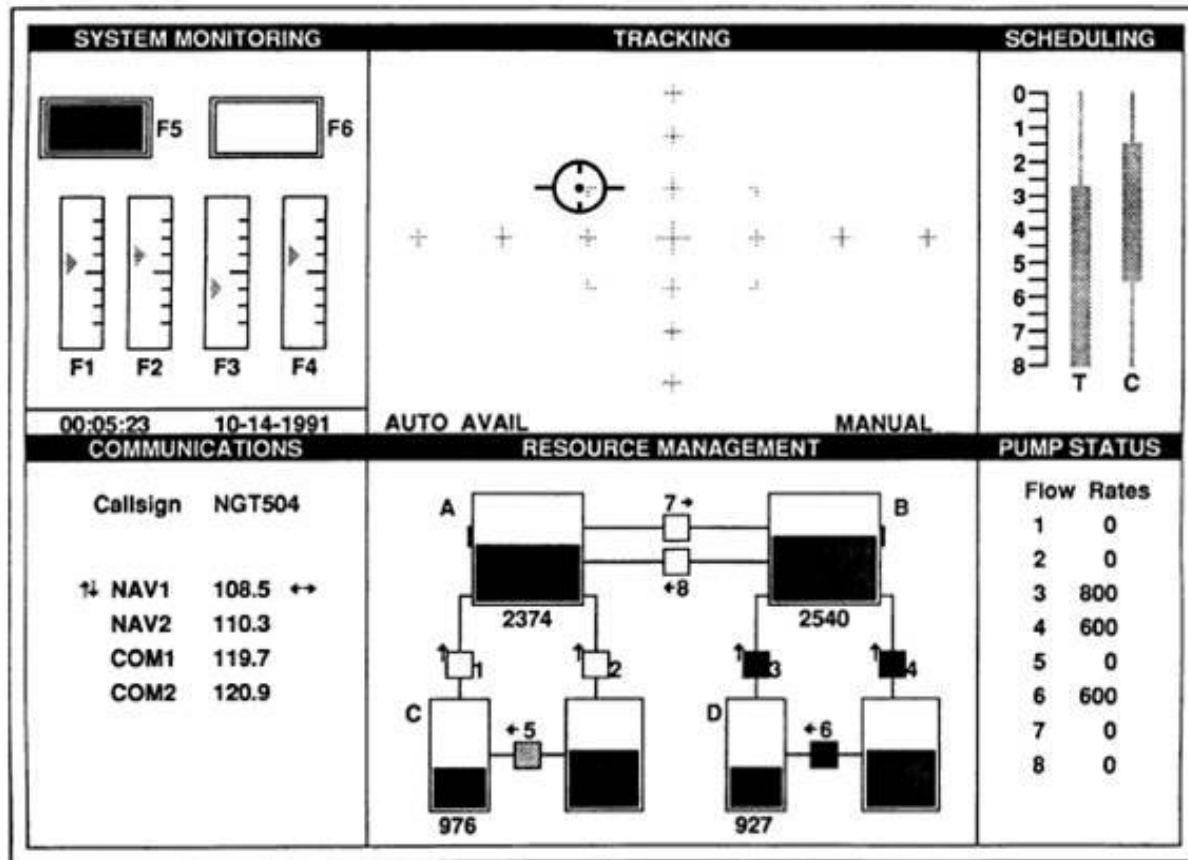 SYSTEM MONITORING
F5 F6
F1 F2 F3 F4
00:05:23 10-14-1991
TRACKING
AUTO AVAIL MANUAL
SCHEDULING
0
1
2
3
4
5
6
7
8
T C
COMMUNICATIONS
Callsign NGT504
↑↓ NAV1 108.5 ↔
NAV2 110.3
COM1 119.7
COM2 120.9
RESOURCE MANAGEMENT
A 7→ B
←8
2374 2540
↑1 ↑2 ↑3 ↑4
C ←5 D ←6
976 927
PUMP STATUS
Flow Rates
1 0
2 0
3 800
4 600
5 0
6 600
7 0
8 0